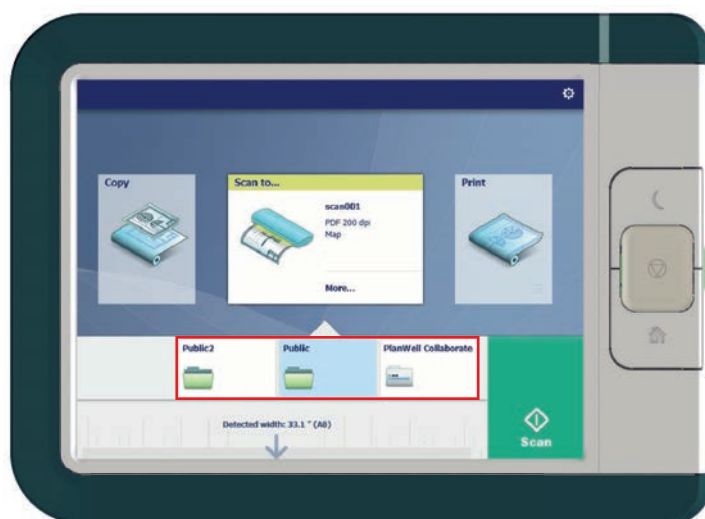 Copy
Scan to...
scan001
PDF 200 dpi
Map
More...
Print
Public2
Public
PlanWell Collaborate
Detected width: 33.1 " (A0)
Scan